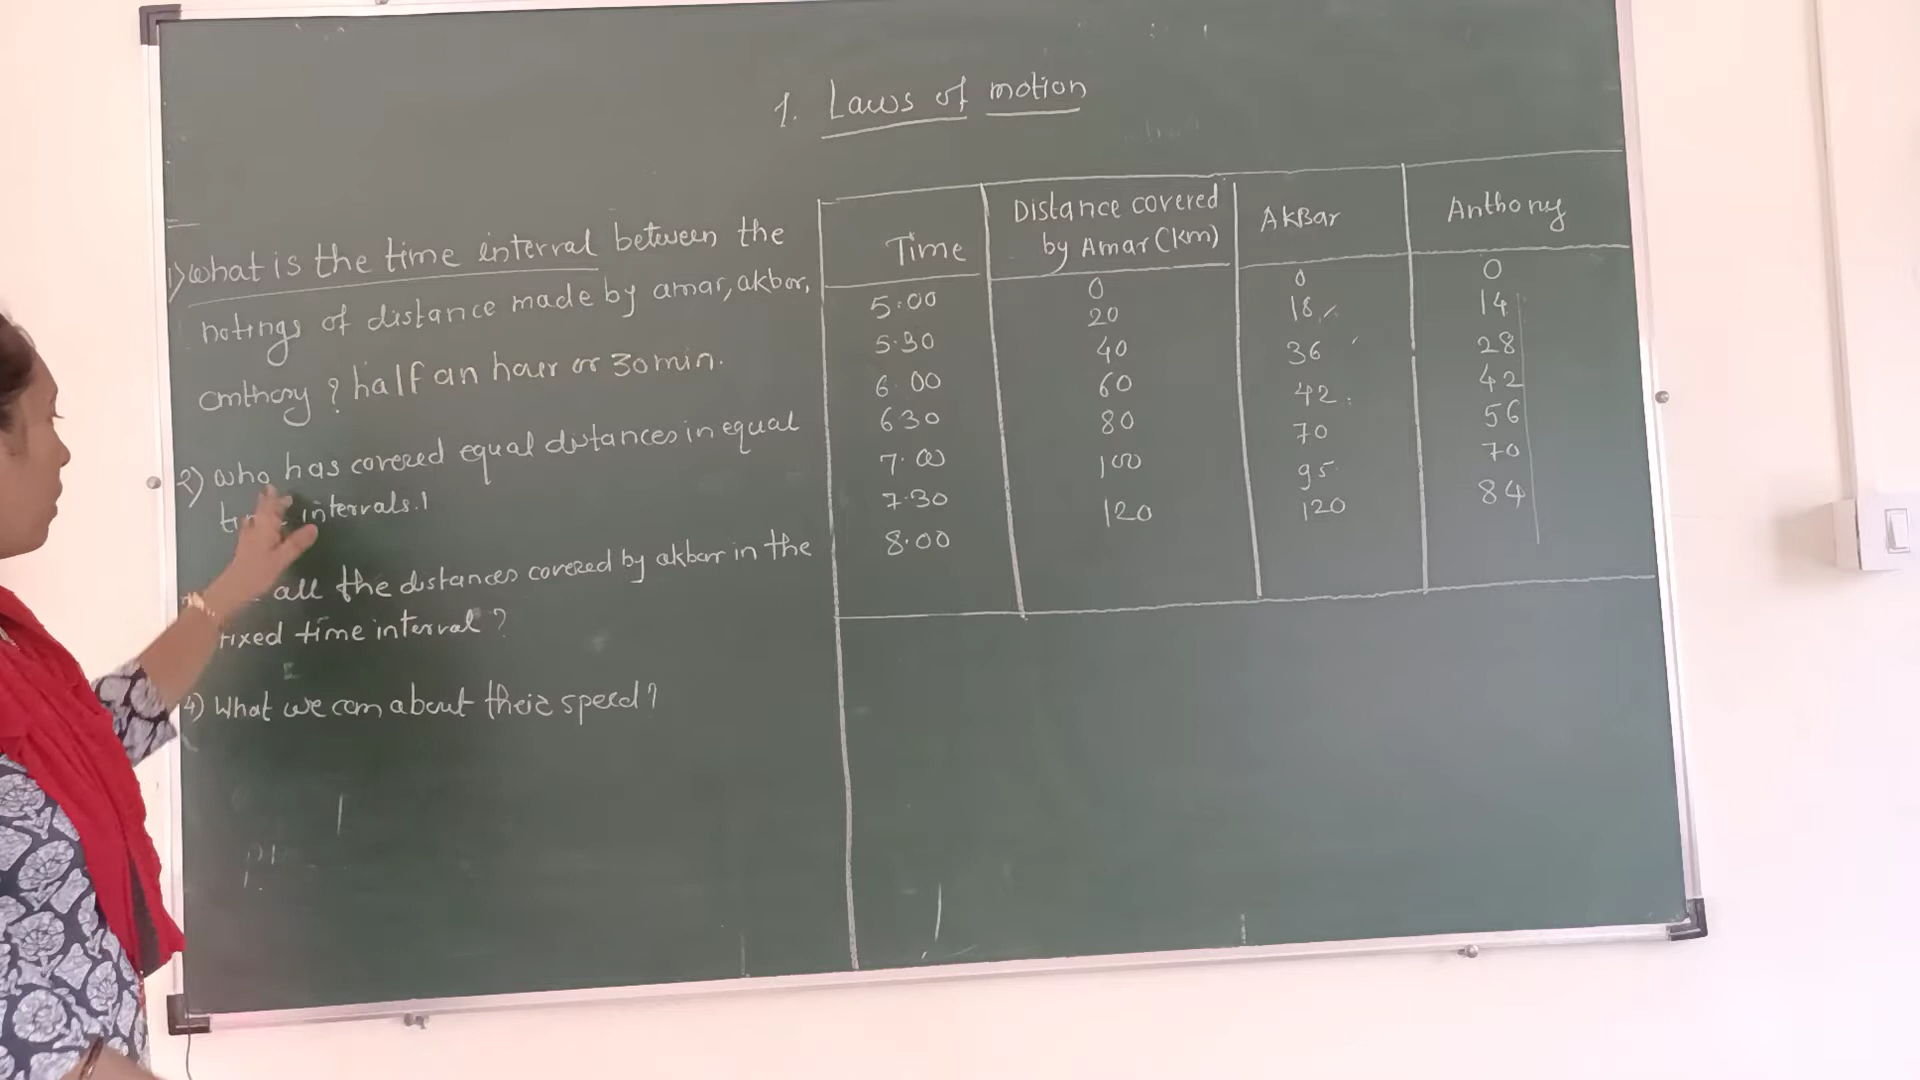 1. Laws of motion
1) what is the time interval between the
notings of distance made by amar, akbar,
anthony ? half an hour or 30 min.
2) who has covered equal distances in equal
intervals.
all the distances covered by akbar in the
fixed time interval ?
4) What we can about their speed ?
Time Distance covered by Amar (km) AkBar Anthony
5:00 0 0 0
5.30 20 18 14
6.00 40 36 28
630 60 42 42
7.00 80 70 56
7.30 100 95 70
8.00 120 120 84